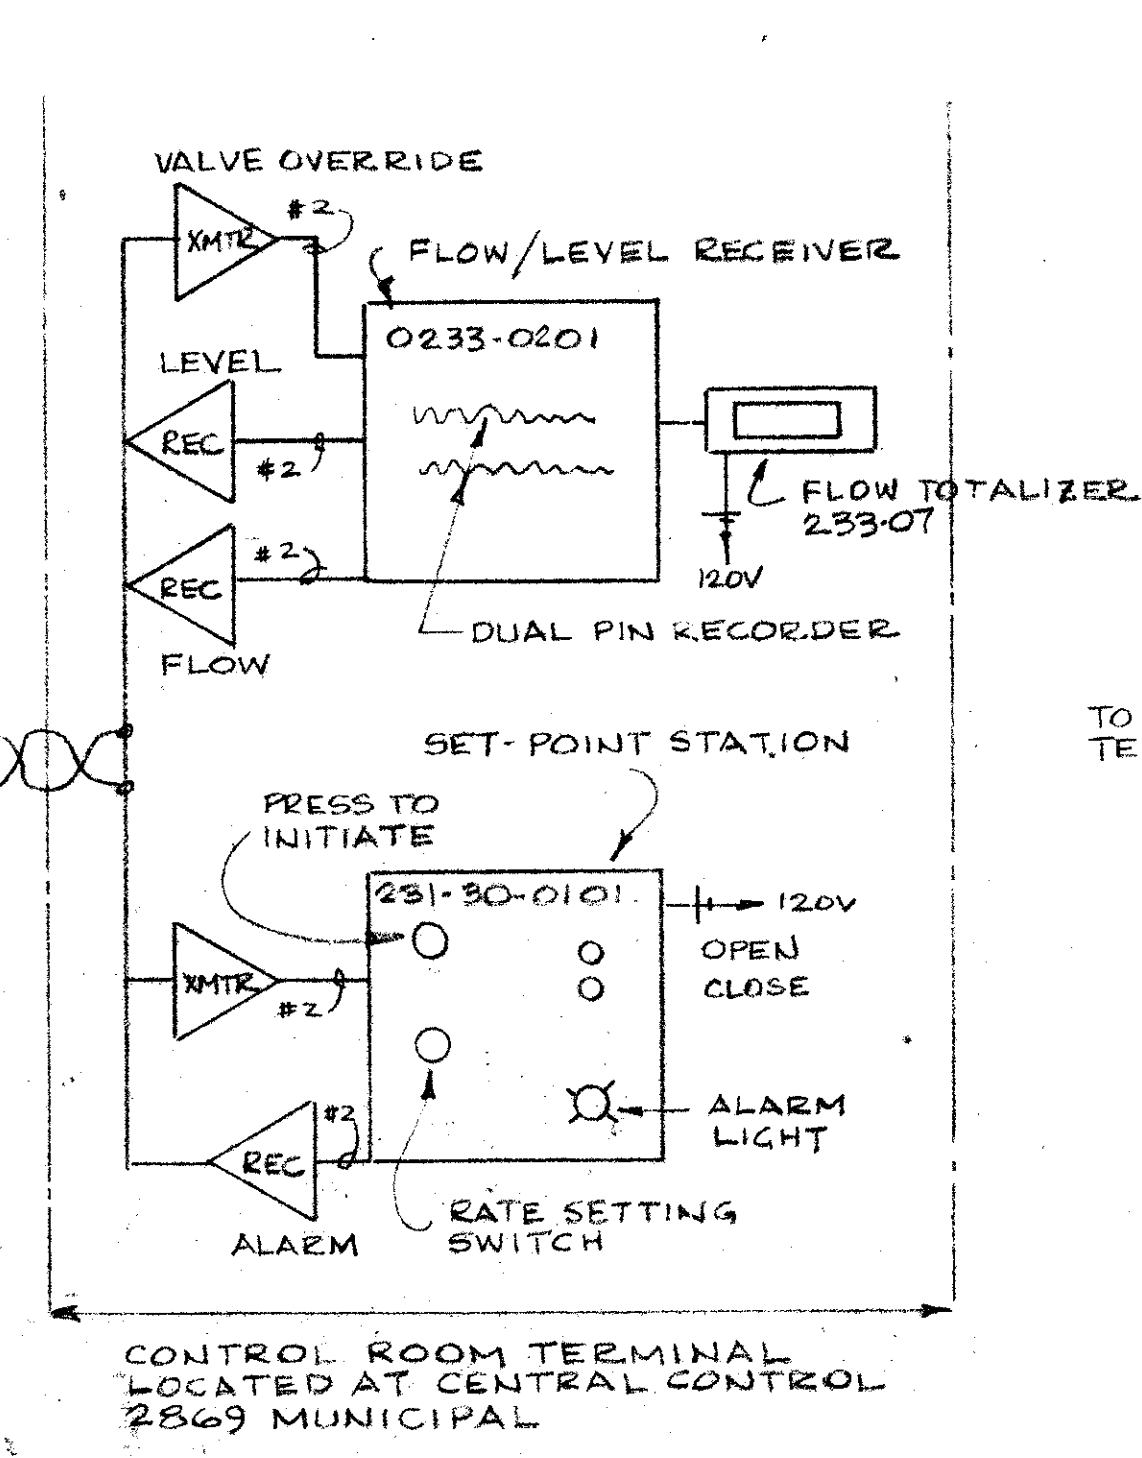 VALVE OVERRIDE
#2
XMTR
FLOW/LEVEL RECEIVER
0233-0201
LEVEL
REC
#2
FLOW TOTALIZER
233-07
#2
REC
120V
DUAL PIN RECORDER
FLOW
TO
TE
SET-POINT STATION
PRESS TO
INITIATE
231-30-0101
120V
OPEN
CLOSE
XMTR
#2
ALARM
LIGHT
#2
REC
RATE SETTING
SWITCH
ALARM
CONTROL ROOM TERMINAL
LOCATED AT CENTRAL CONTROL
2869 MUNICIPAL